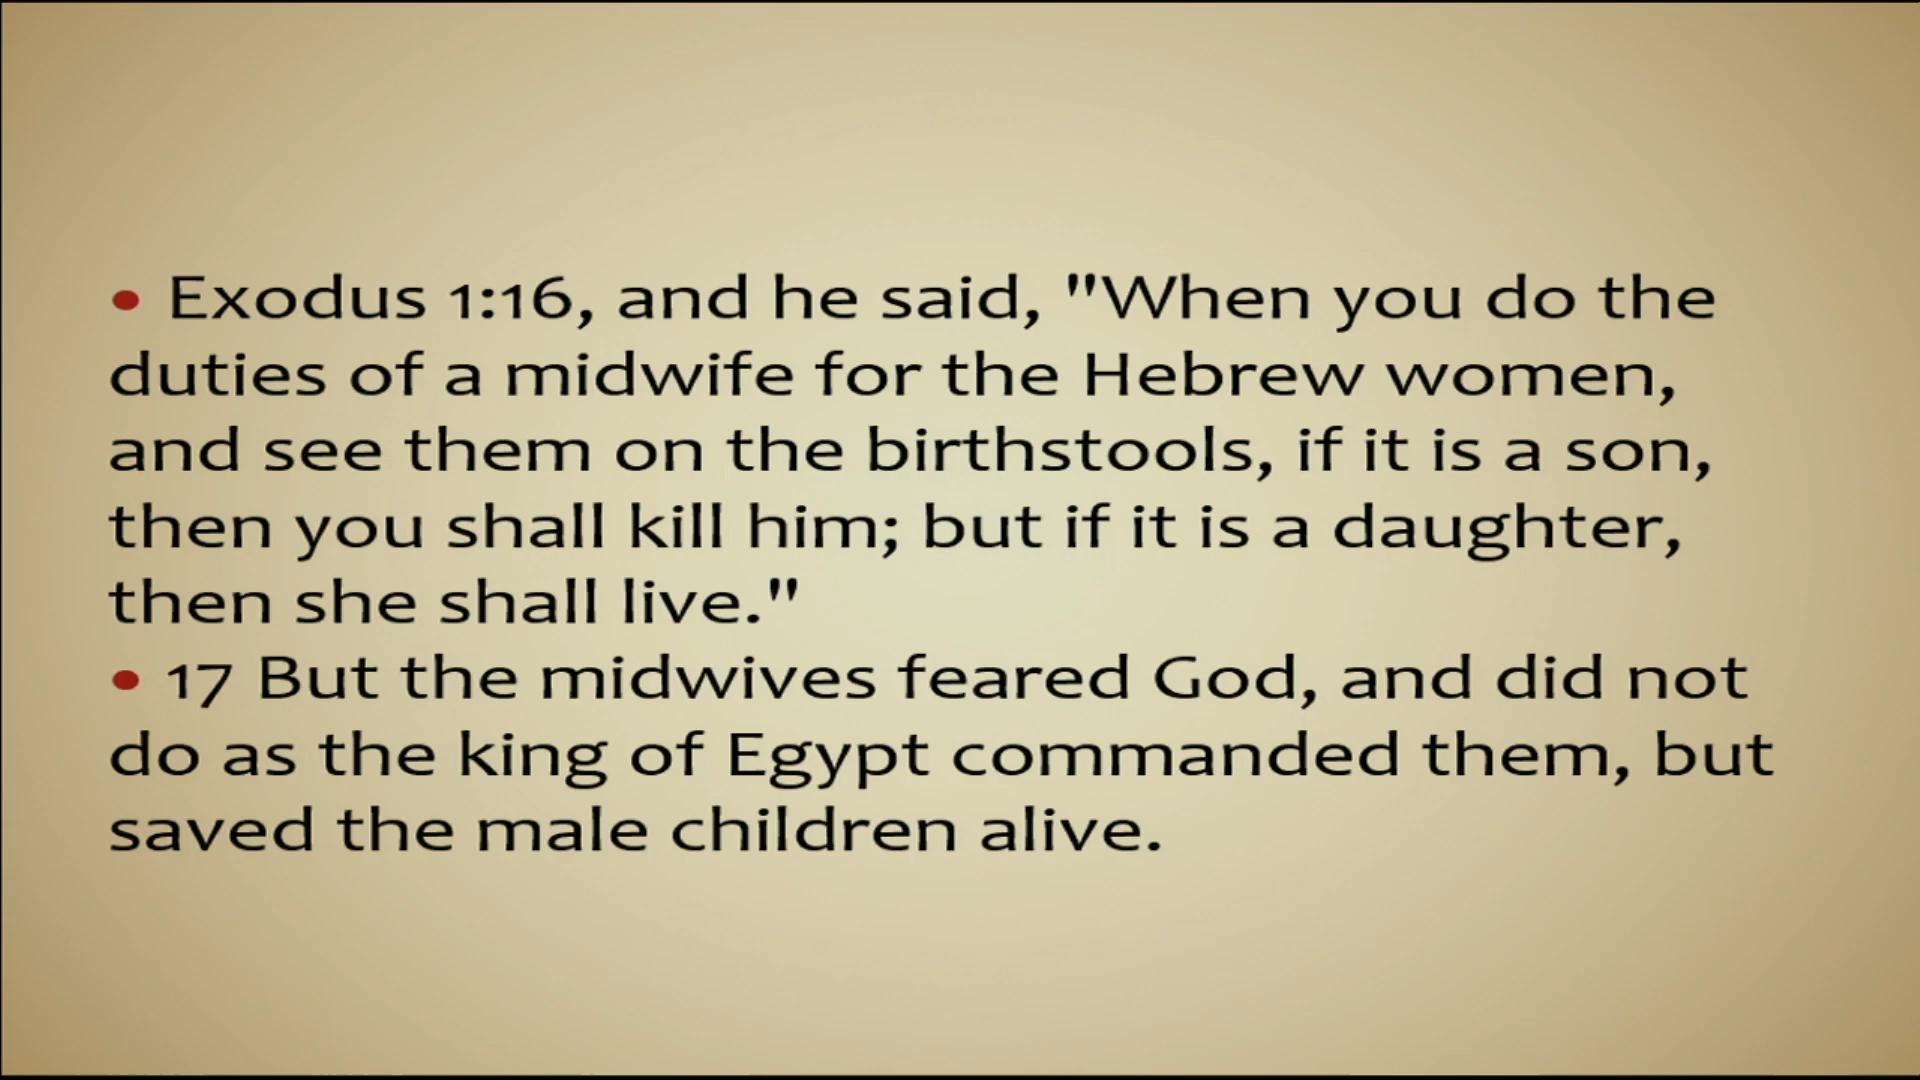 • Exodus 1:16, and he said, "When you do the
duties of a midwife for the Hebrew women,
and see them on the birthstools, if it is a son,
then you shall kill him; but if it is a daughter,
then she shall live."
• 17 But the midwives feared God, and did not
do as the king of Egypt commanded them, but
saved the male children alive.